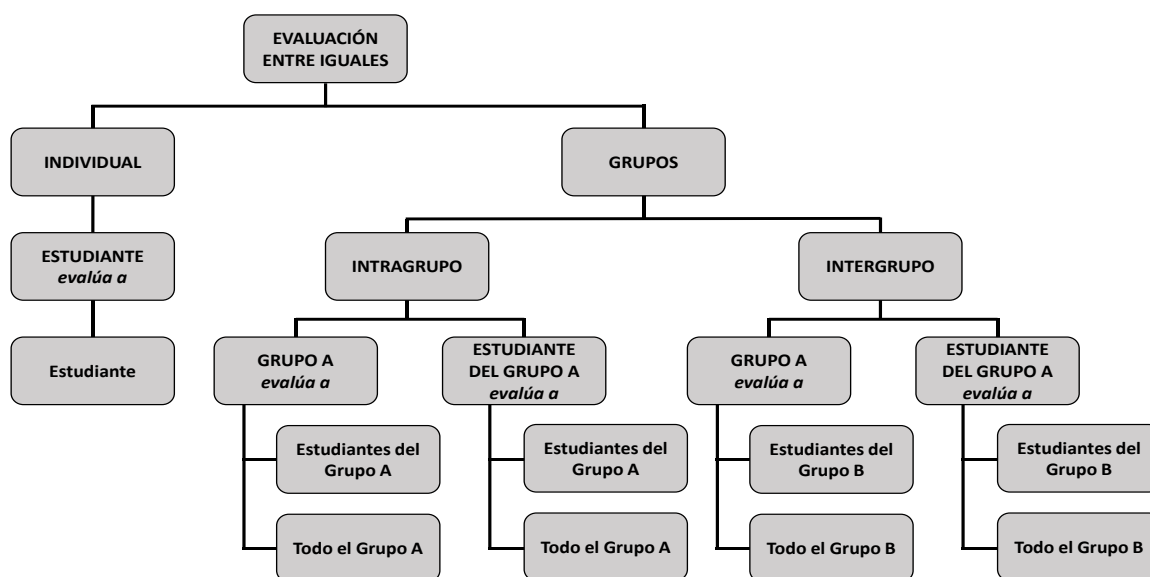 EVALUACIÓN
ENTRE IGUALES
INDIVIDUAL
GRUPOS
ESTUDIANTE
evalúa a
INTRAGRUPO
INTERGRUPO
Estudiante
GRUPO A
evalúa a
ESTUDIANTE
DEL GRUPO A
evalúa a
GRUPO A
evalúa a
ESTUDIANTE
DEL GRUPO A
evalúa a
Estudiantes del
Grupo A
Estudiantes del
Grupo A
Estudiantes del
Grupo B
Estudiantes del
Grupo B
Todo el Grupo A
Todo el Grupo A
Todo el Grupo B
Todo el Grupo B